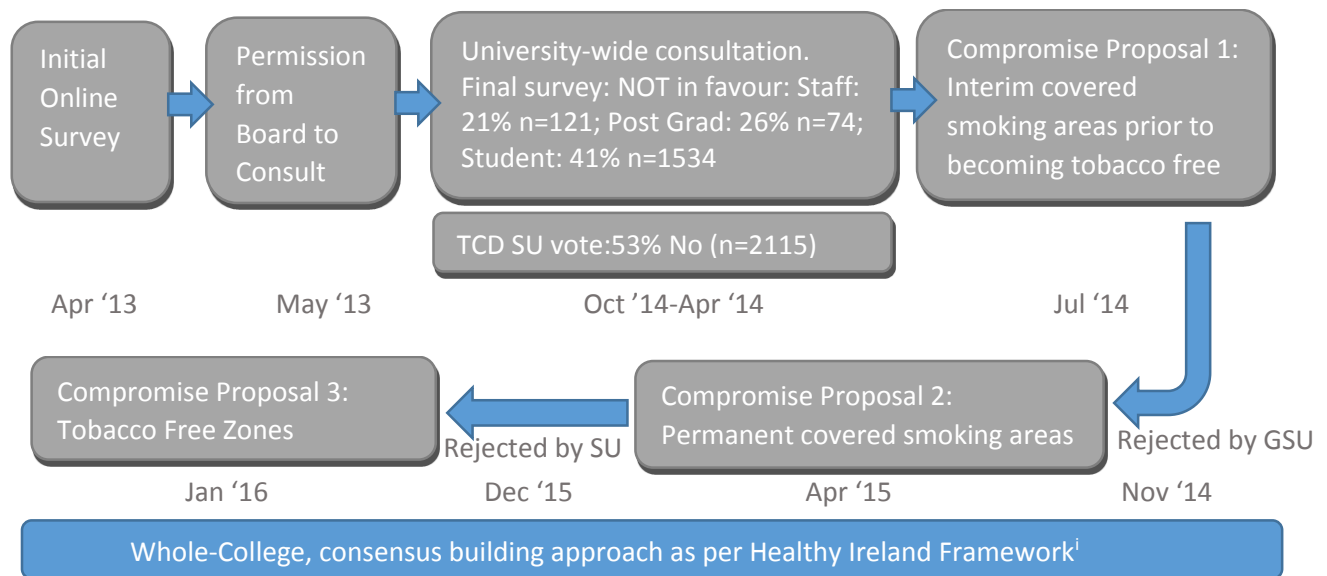 Initial
Online
Survey
Permission
from
Board to
Consult
University-wide consultation.
Final survey: NOT in favour: Staff:
21% n=121; Post Grad: 26% n=74;
Student: 41% n=1534
Compromise Proposal 1:
Interim covered
smoking areas prior to
becoming tobacco free
TCD SU vote:53% No (n=2115)
Apr ‘13
May ‘13
Oct ’14-Apr ‘14
Jul ‘14
Compromise Proposal 3:
Tobacco Free Zones
Rejected by SU
Compromise Proposal 2:
Permanent covered smoking areas
Rejected by GSU
Jan ‘16
Dec ‘15
Apr ‘15
Nov ‘14
Whole-College, consensus building approach as per Healthy Ireland Frameworkⁱ